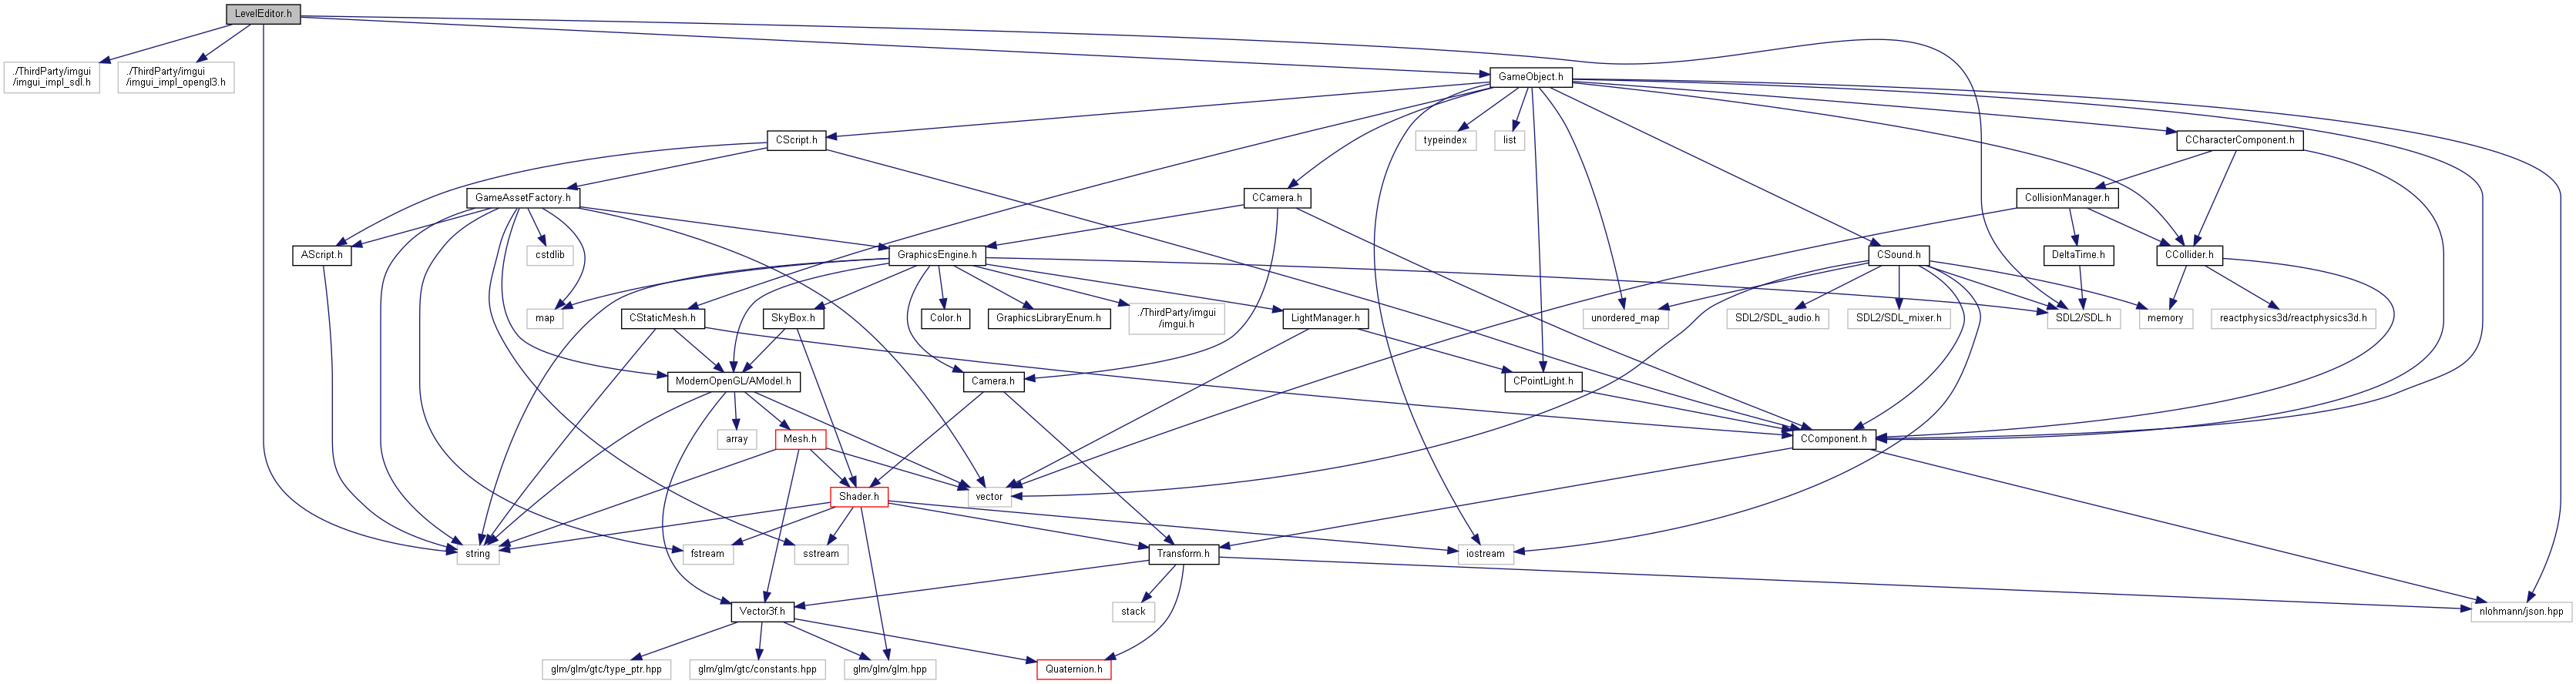 LevelEditor.h
./ThirdParty/imgui
/imgui_impl_sdl.h
./ThirdParty/imgui
/imgui_impl_opengl3.h
GameObject.h
CScript.h
typeindex
list
CCharacterComponent.h
GameAssetFactory.h
CCamera.h
CollisionManager.h
AScript.h
cstdlib
GraphicsEngine.h
CSound.h
DeltaTime.h
CCollider.h
map
CStaticMesh.h
SkyBox.h
Color.h
GraphicsLibraryEnum.h
./ThirdParty/imgui
/imgui.h
LightManager.h
unordered_map
SDL2/SDL_audio.h
SDL2/SDL_mixer.h
SDL2/SDL.h
memory
reactphysics3d/reactphysics3d.h
ModernOpenGL/AModel.h
Camera.h
CPointLight.h
array
Mesh.h
CComponent.h
Shader.h
vector
string
fstream
sstream
Transform.h
iostream
Vector3f.h
stack
nlohmann/json.hpp
glm/glm/gtc/type_ptr.hpp
glm/glm/gtc/constants.hpp
glm/glm/glm.hpp
Quaternion.h